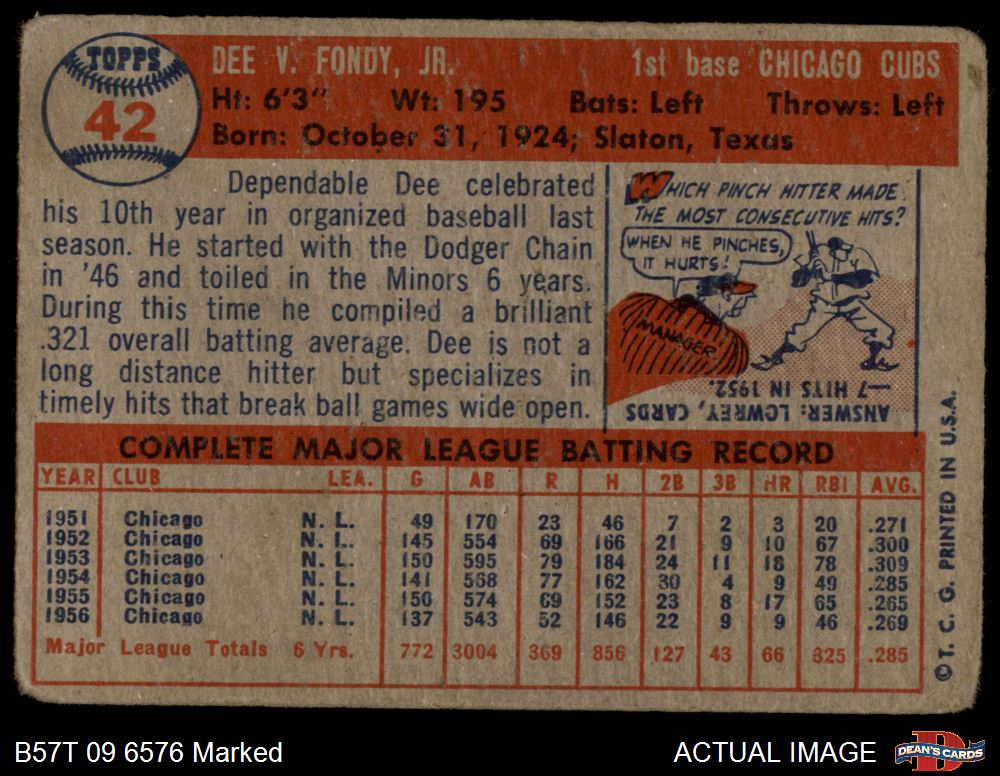 TOPPS
42
DEE V. FONDY, JR. 1st base CHICAGO CUBS
Ht: 6'3" Wt: 195 Bats: Left Throws: Left
Born: October 31, 1924; Slaton, Texas
Dependable Dee celebrated
his 10th year in organized baseball last
season. He started with the Dodger Chain
in '46 and toiled in the Minors 6 years.
During this time he compiled a brilliant
.321 overall batting average. Dee is not a
long distance hitter but specializes in
timely hits that break ball games wide open.
WHICH PINCH HITTER MADE
THE MOST CONSECUTIVE HITS?
WHEN HE PINCHES,
IT HURTS!
MANAGER
ANSWER: LOWREY, CARDS
—7 HITS IN 1952.
COMPLETE MAJOR LEAGUE BATTING RECORD
YEAR CLUB LEA. G AB R H 2B 3B HR RBI AVG.
1951 Chicago N. L. 49 170 23 46 7 2 3 20 .271
1952 Chicago N. L. 145 554 69 166 21 9 10 67 .300
1953 Chicago N. L. 150 595 79 184 24 11 18 78 .309
1954 Chicago N. L. 141 568 77 162 30 4 9 49 .285
1955 Chicago N. L. 150 574 69 152 23 8 17 65 .265
1956 Chicago N. L. 137 543 52 146 22 9 9 46 .269
Major League Totals 6 Yrs. 772 3004 369 856 127 43 66 325 .285
© T. C. G. PRINTED IN U.S.A.
B57T 09 6576 Marked
ACTUAL IMAGE
DEAN'S CARDS